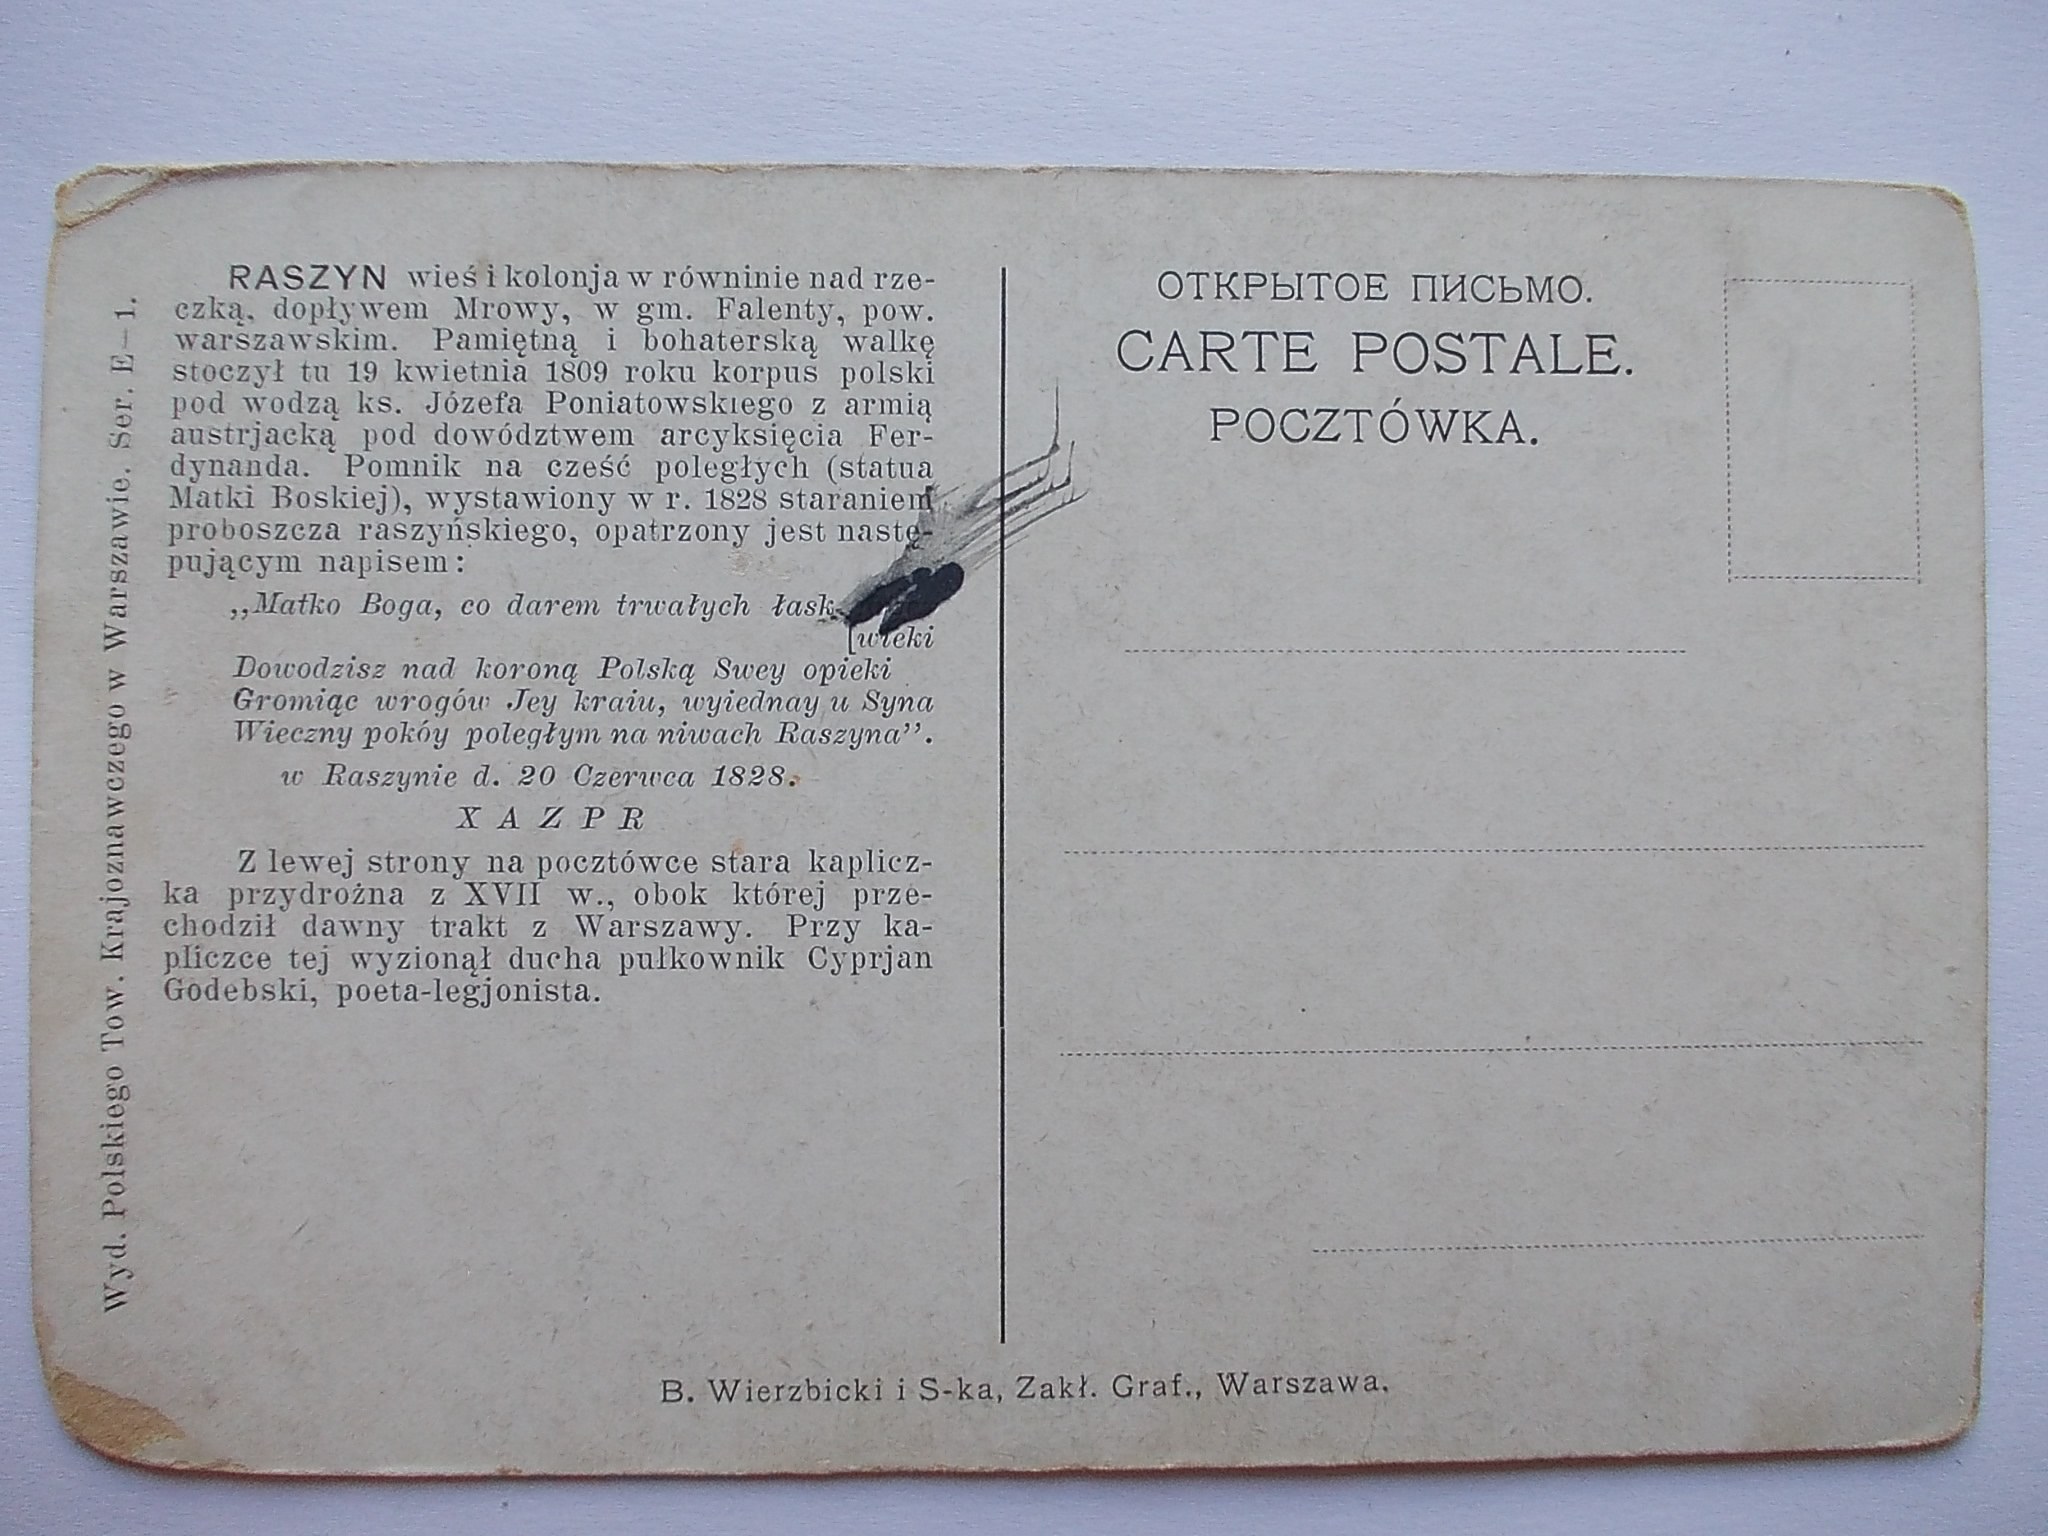 RASZYN wieś i kolonja w równinie nad rze-
czką, dopływem Mrowy, w gm. Falenty, pow.
warszawskim. Pamiętną i bohaterską walkę
stoczył tu 19 kwietnia 1809 roku korpus polski
pod wodzą ks. Józefa Poniatowskiego z armią
austrjacką pod dowództwem arcyksięcia Fer-
dynanda. Pomnik na cześć poległych (statua
Matki Boskiej), wystawiony w r. 1828 staraniem
proboszcza raszyńskiego, opatrzony jest nastę-
pującym napisem:
„Matko Boga, co darem trwałych łask
[wieki
Dowodzisz nad koroną Polską Swey opieki
Gromiąc wrogów Jey kraiu, wyiednay u Syna
Wieczny pokóy poległym na niwach Raszyna”.
w Raszynie d. 20 Czerwca 1828.
X A Z P R
Z lewej strony na pocztówce stara kaplicz-
ka przydrożna z XVII w., obok której prze-
chodził dawny trakt z Warszawy. Przy ka-
pliczce tej wyzionął ducha pułkownik Cyprjan
Godebski, poeta-legjonista.
Wyd. Polskiego Tow. Krajoznawczego w Warszawie. Ser. E–1.
ОТКРЫТОЕ ПИСЬМО.
CARTE POSTALE.
POCZTÓWKA.
B. Wierzbicki i S-ka, Zakł. Graf., Warszawa.